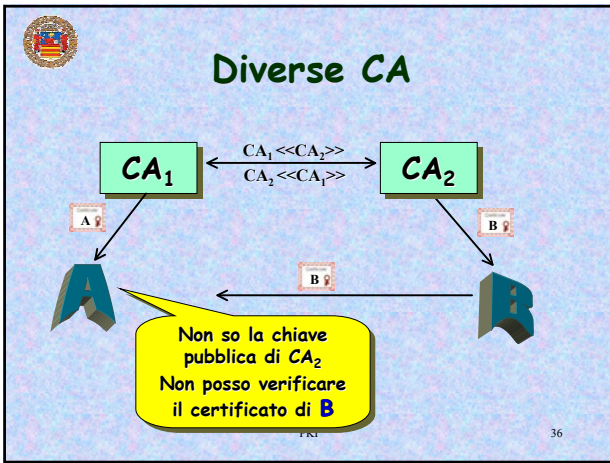 Diverse CA
CA1 <<CA2>>
CA1
CA2
CA2 <<CA1>>
A
B
B
A
B
Non so la chiave
pubblica di CA2
Non posso verificare
il certificato di B
PKI
36